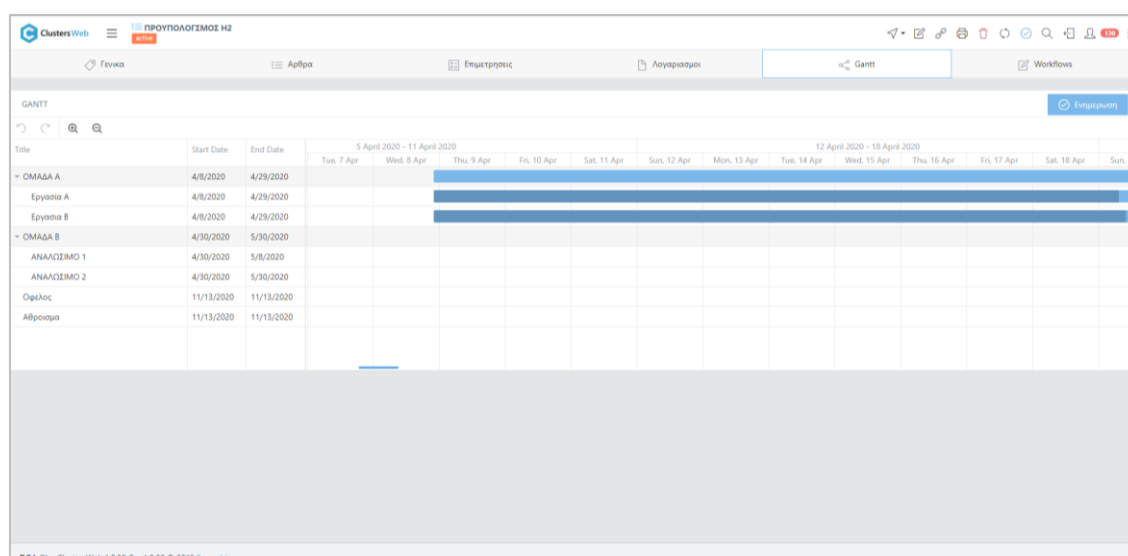 ClustersWeb ΠΡΟΥΠΟΛΟΓΣΜΟΣ Η2
active
130
Γενικα Αρθρα Επιμετρησεις Λογαριασμοι Gantt Workflows
GANTT Ενημερωση
Title Start Date End Date 5 April 2020 - 11 April 2020 12 April 2020 - 18 April 2020
Tue, 7 Apr Wed, 8 Apr Thu, 9 Apr Fri, 10 Apr Sat, 11 Apr Sun, 12 Apr Mon, 13 Apr Tue, 14 Apr Wed, 15 Apr Thu, 16 Apr Fri, 17 Apr Sat, 18 Apr Sun,
ΟΜΑΔΑ Α 4/8/2020 4/29/2020
Εργασία Α 4/8/2020 4/29/2020
Εργασια Β 4/8/2020 4/29/2020
ΟΜΑΔΑ Β 4/30/2020 5/30/2020
ΑΝΑΛΩΣΙΜΟ 1 4/30/2020 5/8/2020
ΑΝΑΛΩΣΙΜΟ 2 4/30/2020 5/30/2020
Οφελος 11/13/2020 11/13/2020
Αθροισμα 11/13/2020 11/13/2020